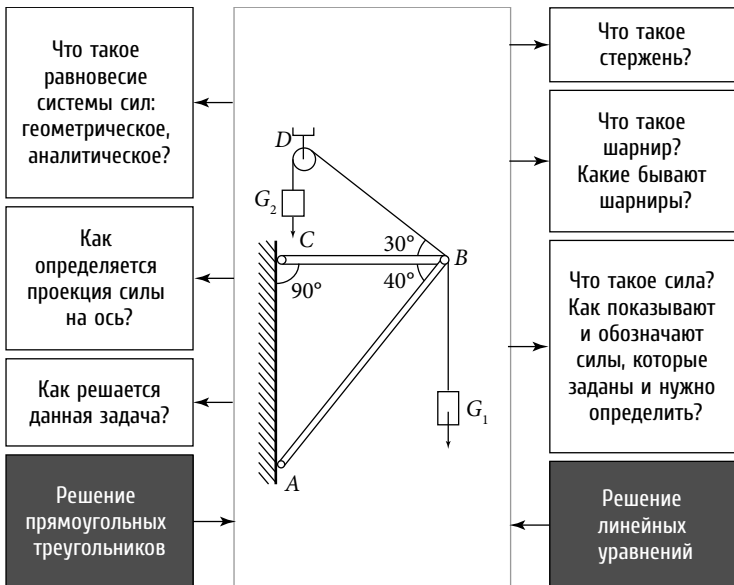 Что такое
равновесие
системы сил:
геометрическое,
аналитическое?
Как
определяется
проекция силы
на ось?
Как решается
данная задача?
Решение
прямоугольных
треугольников
D
G2
C
30°
B
90°
40°
G1
A
Что такое
стержень?
Что такое
шарнир?
Какие бывают
шарниры?
Что такое сила?
Как показывают
и обозначают
силы, которые
заданы и нужно
определить?
Решение
линейных
уравнений